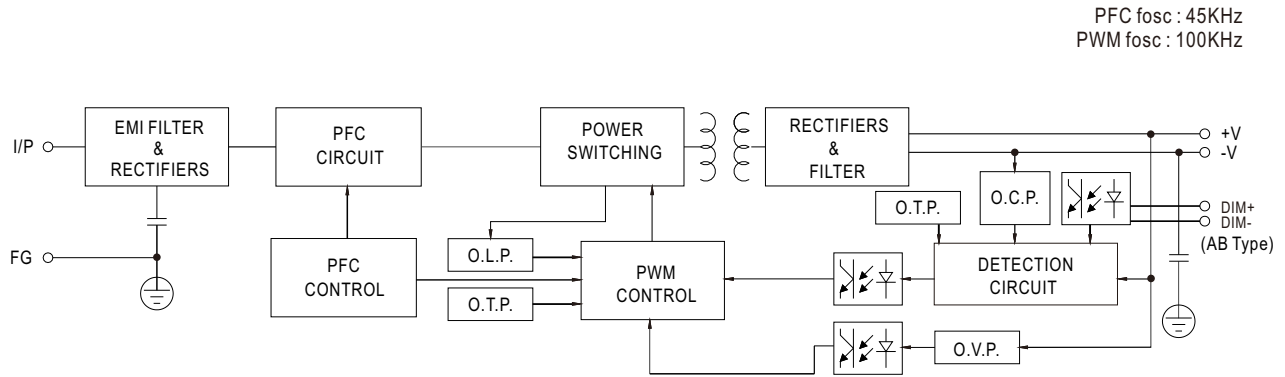 PFC fosc : 45KHz
PWM fosc : 100KHz
I/P
EMI FILTER
&
RECTIFIERS
PFC
CIRCUIT
POWER
SWITCHING
RECTIFIERS
&
FILTER
+V
-V
O.T.P.
O.C.P.
DIM+
DIM-
(AB Type)
FG
PFC
CONTROL
O.L.P.
O.T.P.
PWM
CONTROL
DETECTION
CIRCUIT
O.V.P.